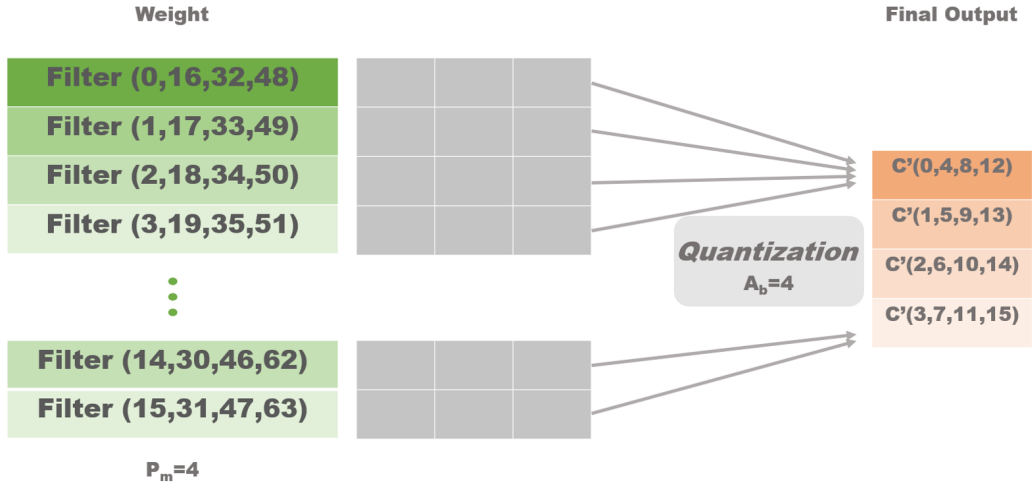 Weight
Final Output
Filter (0,16,32,48)
Filter (1,17,33,49)
Filter (2,18,34,50)
Filter (3,19,35,51)
Filter (14,30,46,62)
Filter (15,31,47,63)
Pm=4
Quantization
Ab=4
C’(0,4,8,12)
C’(1,5,9,13)
C’(2,6,10,14)
C’(3,7,11,15)